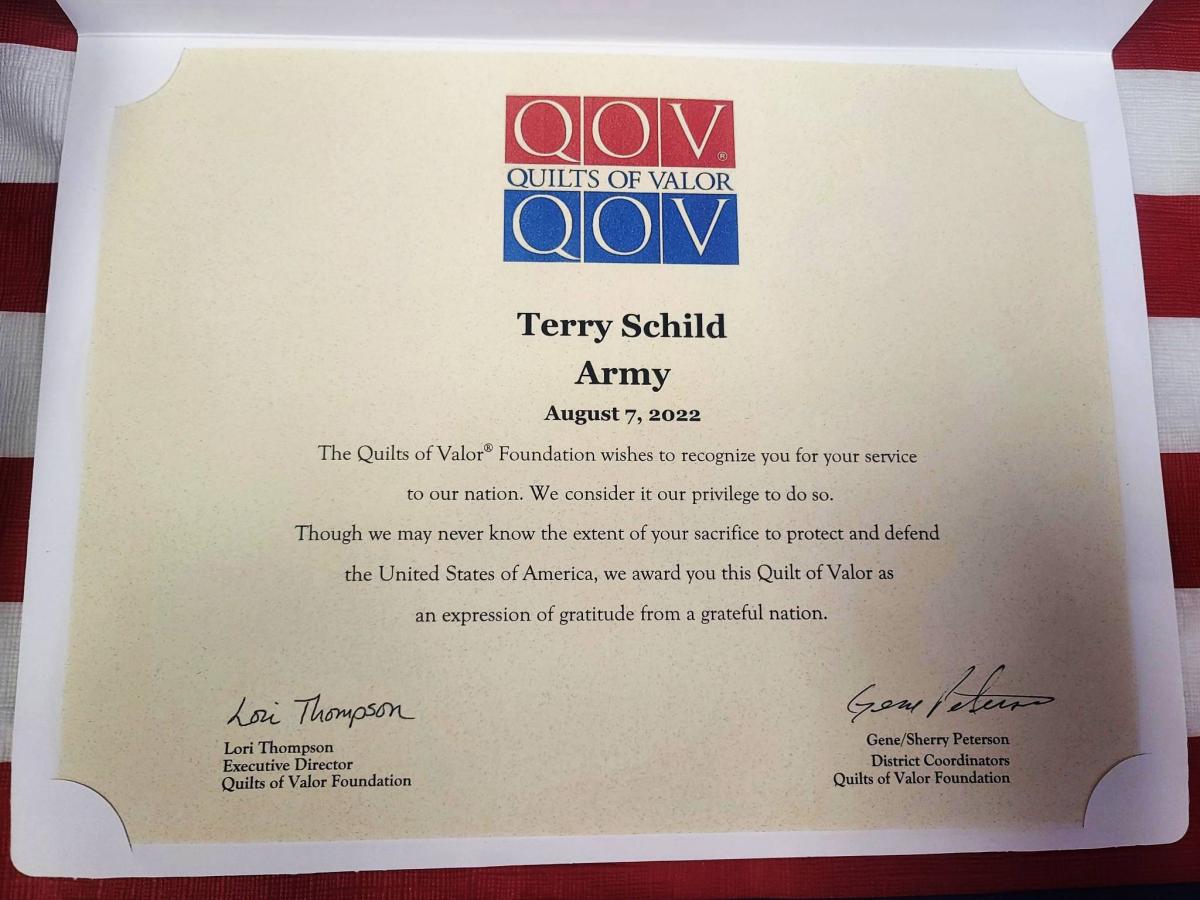 QOV®
QUILTS OF VALOR
QOV
Terry Schild
Army
August 7, 2022
The Quilts of Valor® Foundation wishes to recognize you for your service
to our nation. We consider it our privilege to do so.
Though we may never know the extent of your sacrifice to protect and defend
the United States of America, we award you this Quilt of Valor as
an expression of gratitude from a grateful nation.
Lori Thompson
Lori Thompson
Executive Director
Quilts of Valor Foundation
Gene Peterson
Gene/Sherry Peterson
District Coordinators
Quilts of Valor Foundation